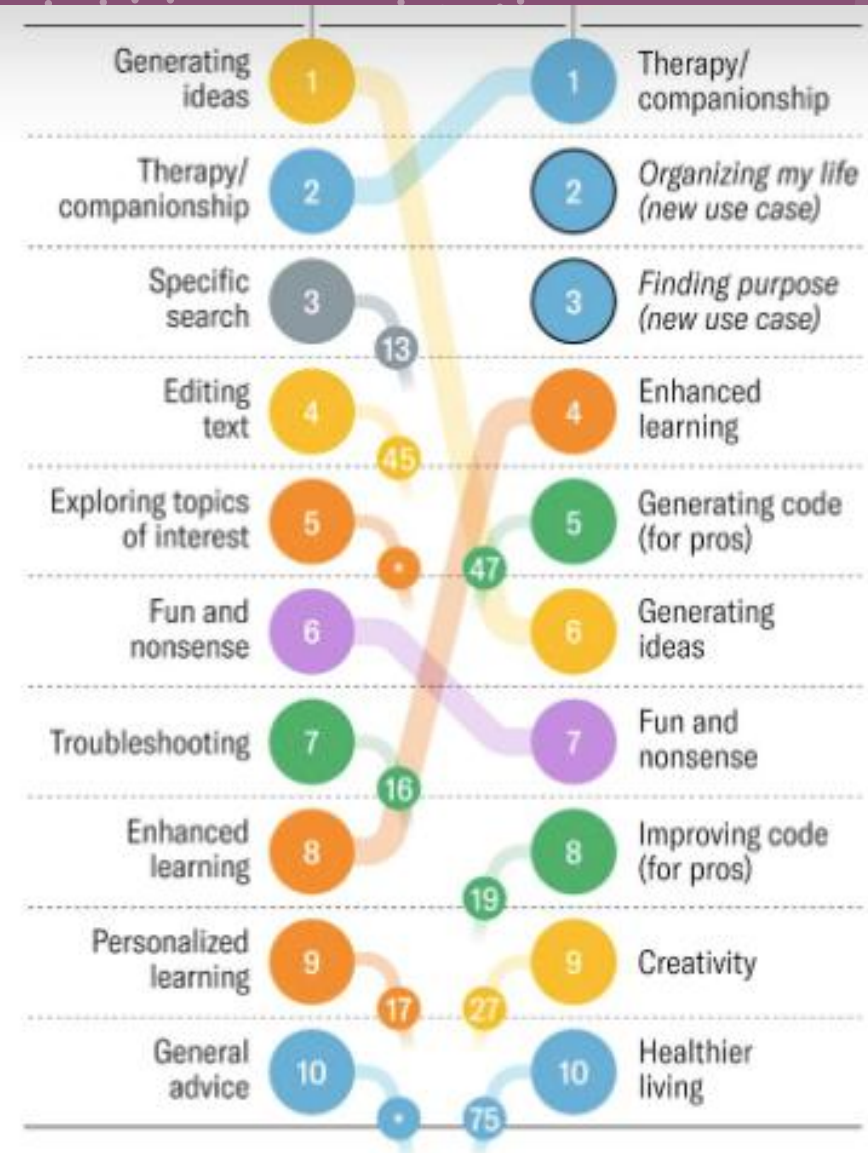 Generating
ideas
1
1
Therapy/
companionship
Therapy/
companionship
2
2
Organizing my life
(new use case)
Specific
search
3
13
3
Finding purpose
(new use case)
Editing
text
4
45
4
Enhanced
learning
Exploring topics
of interest
5
*
47
5
Generating code
(for pros)
Fun and
nonsense
6
6
Generating
ideas
Troubleshooting
7
16
7
Fun and
nonsense
Enhanced
learning
8
19
8
Improving code
(for pros)
Personalized
learning
9
17
27
9
Creativity
General
advice
10
*
75
10
Healthier
living